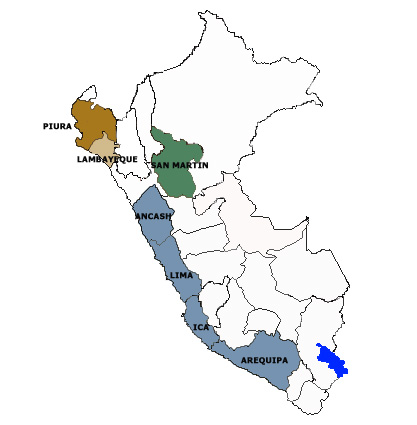 PIURA
LAMBAYEQUE
SAN MARTIN
ANCASH
LIMA
ICA
AREQUIPA